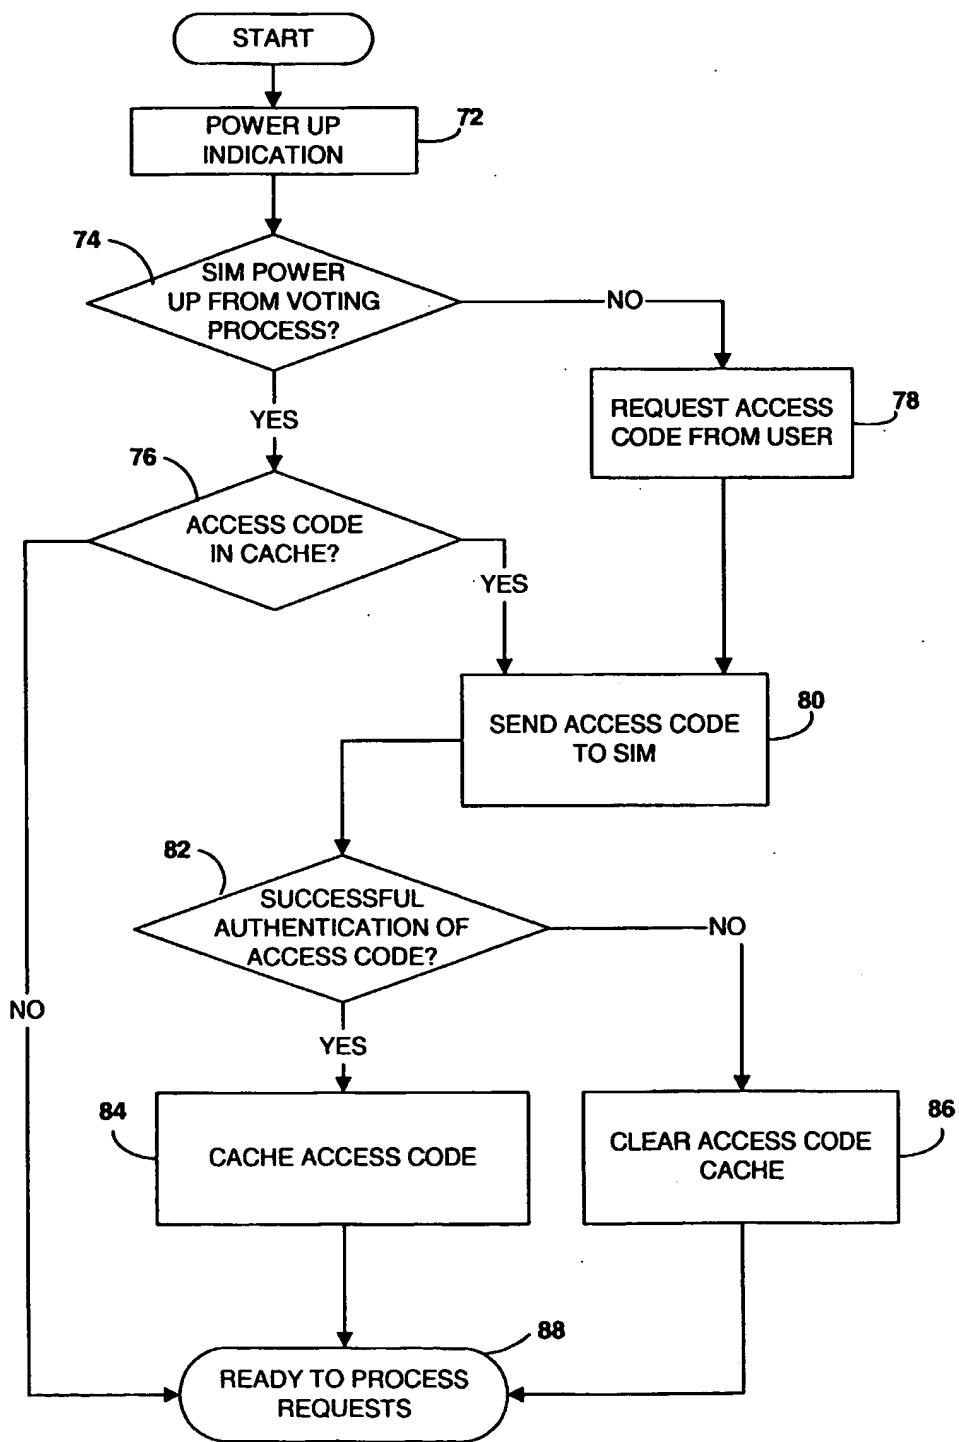 START
72
POWER UP
INDICATION
74
SIM POWER
UP FROM VOTING
PROCESS?
NO
YES
78
REQUEST ACCESS
CODE FROM USER
76
ACCESS CODE
IN CACHE?
YES
80
SEND ACCESS CODE
TO SIM
82
SUCCESSFUL
AUTHENTICATION OF
ACCESS CODE?
NO
NO
YES
84
CACHE ACCESS CODE
86
CLEAR ACCESS CODE
CACHE
88
READY TO PROCESS
REQUESTS